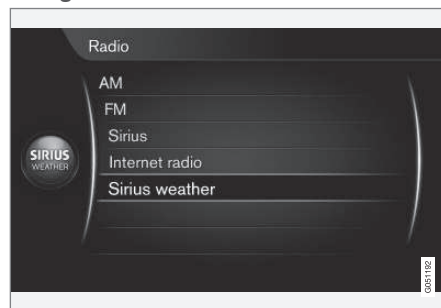 Radio
AM
FM
Sirius
SIRIUS
WEATHER
Internet radio
Sirius weather
G051192